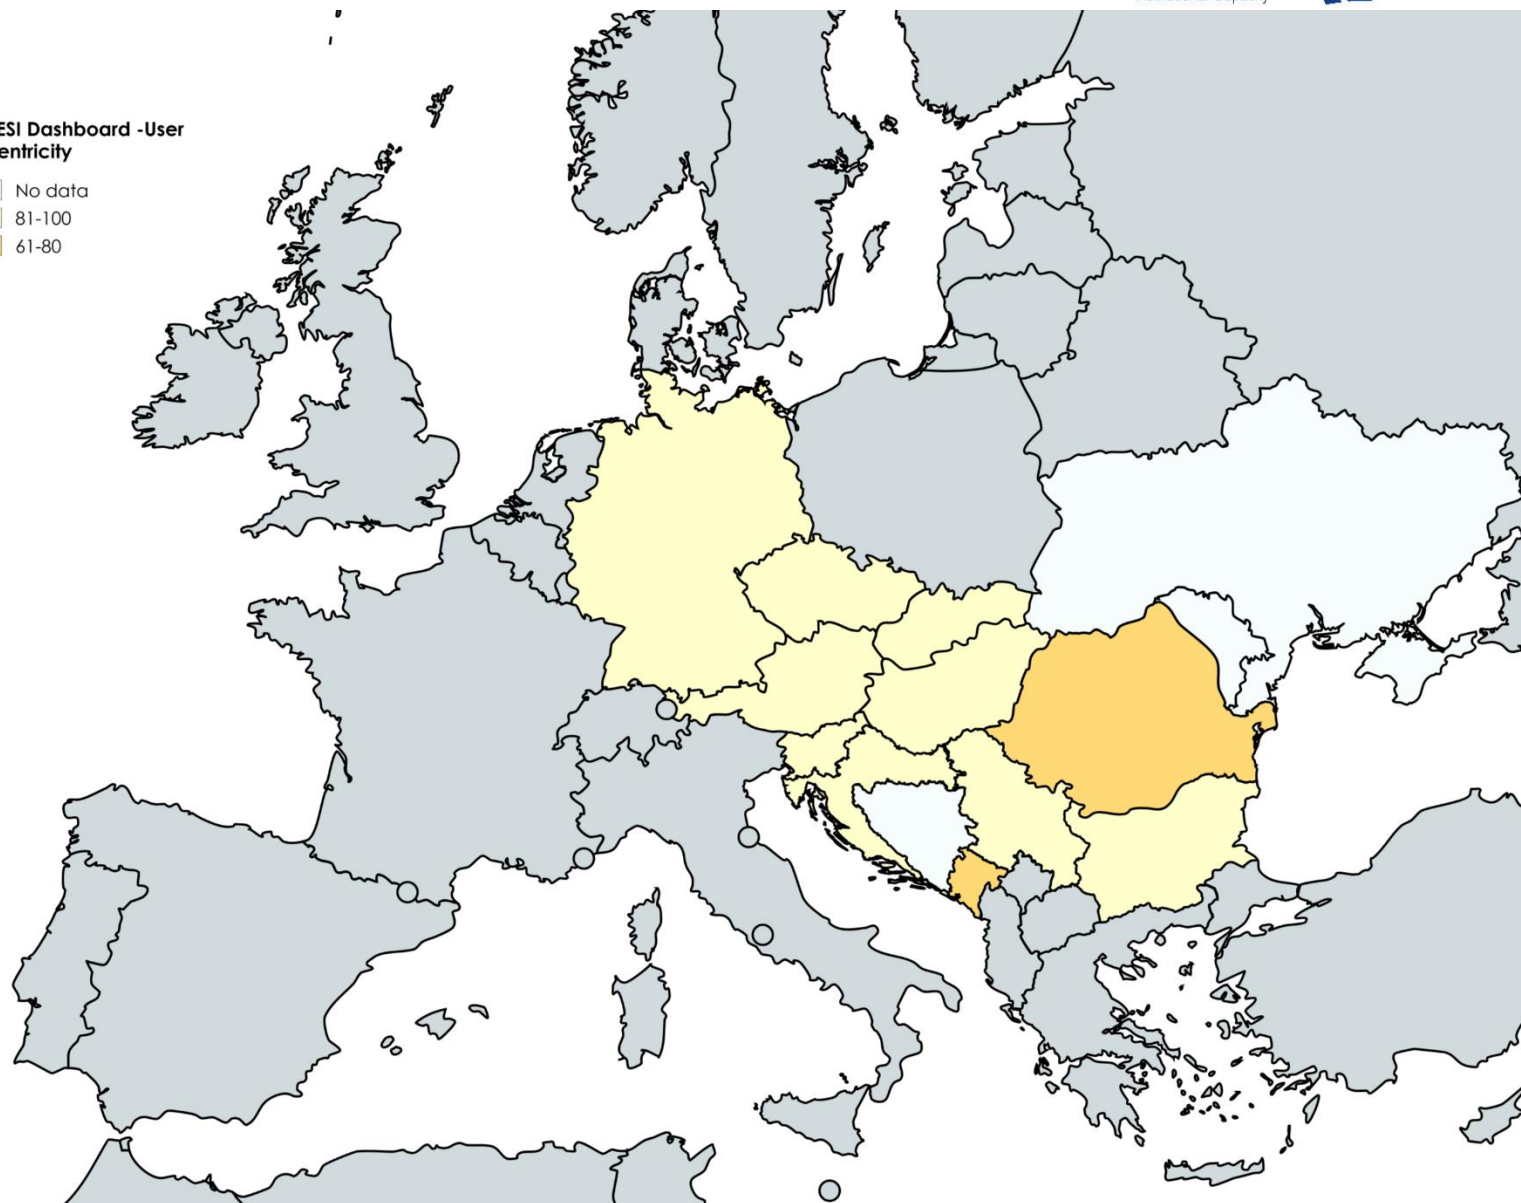 ESI Dashboard -User
entricity
No data
81-100
61-80